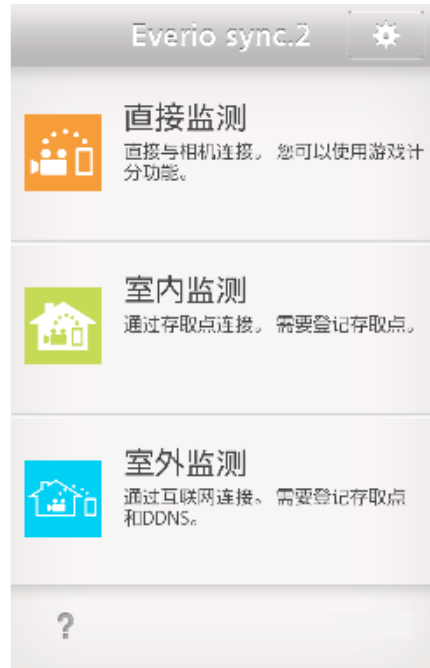 Everio sync.2
直接监测
直接与相机连接。 您可以使用游戏计
分功能。
室内监测
通过存取点连接。 需要登记存取点。
室外监测
通过互联网连接。 需要登记存取点
和DDNS。
?